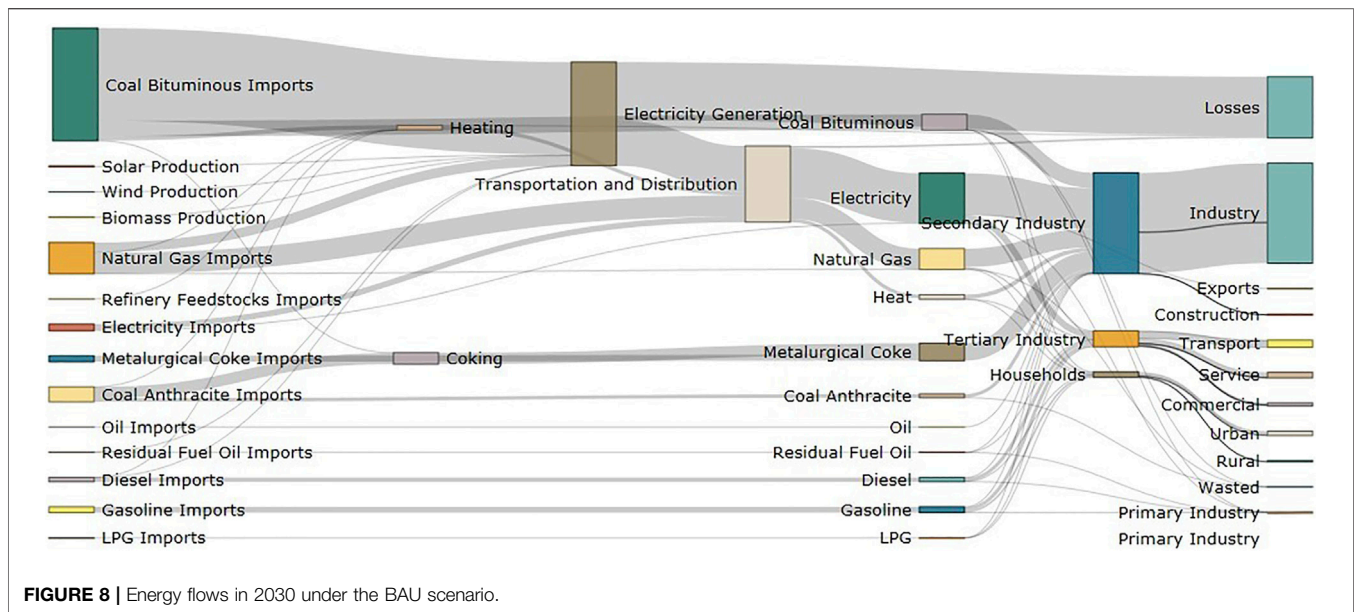 Coal Bituminous Imports
Solar Production
Wind Production
Biomass Production
Natural Gas Imports
Refinery Feedstocks Imports
Electricity Imports
Metalurgical Coke Imports
Coal Anthracite Imports
Oil Imports
Residual Fuel Oil Imports
Diesel Imports
Gasoline Imports
LPG Imports
Heating
Coking
Electricity Generation
Transportation and Distribution
Coal Bituminous
Electricity
Natural Gas
Heat
Metalurgical Coke
Coal Anthracite
Oil
Residual Fuel Oil
Diesel
Gasoline
LPG
Secondary Industry
Tertiary Industry
Households
Losses
Industry
Exports
Construction
Transport
Service
Commercial
Urban
Rural
Wasted
Primary Industry
Primary Industry
FIGURE 8 | Energy flows in 2030 under the BAU scenario.